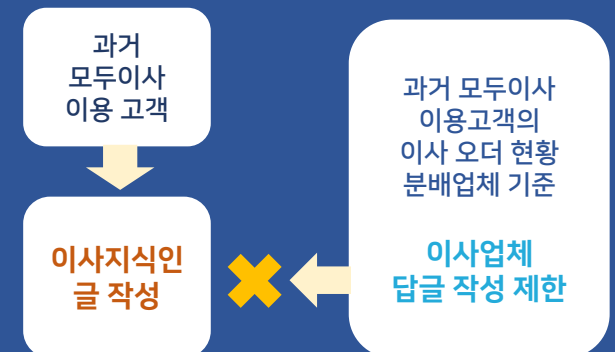 과거
모두이사
이용 고객
이사지식인
글 작성
과거 모두이사
이용고객의
이사 오더 현황
분배업체 기준
이사업체
답글 작성 제한